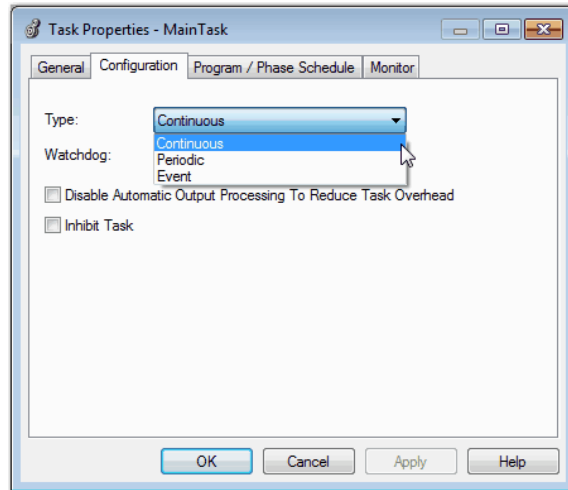 Task Properties - MainTask
General Configuration Program / Phase Schedule Monitor
Type: Continuous
Continuous
Watchdog: Periodic
Event
Disable Automatic Output Processing To Reduce Task Overhead
Inhibit Task
OK Cancel Apply Help